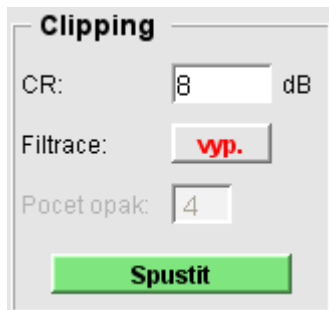 Clipping
CR: 8 dB
Filtrace: vyp.
Pocet opak: 4
Spustit